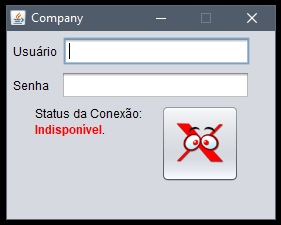 Company
Usuário
Senha
Status da Conexão:
Indisponível.